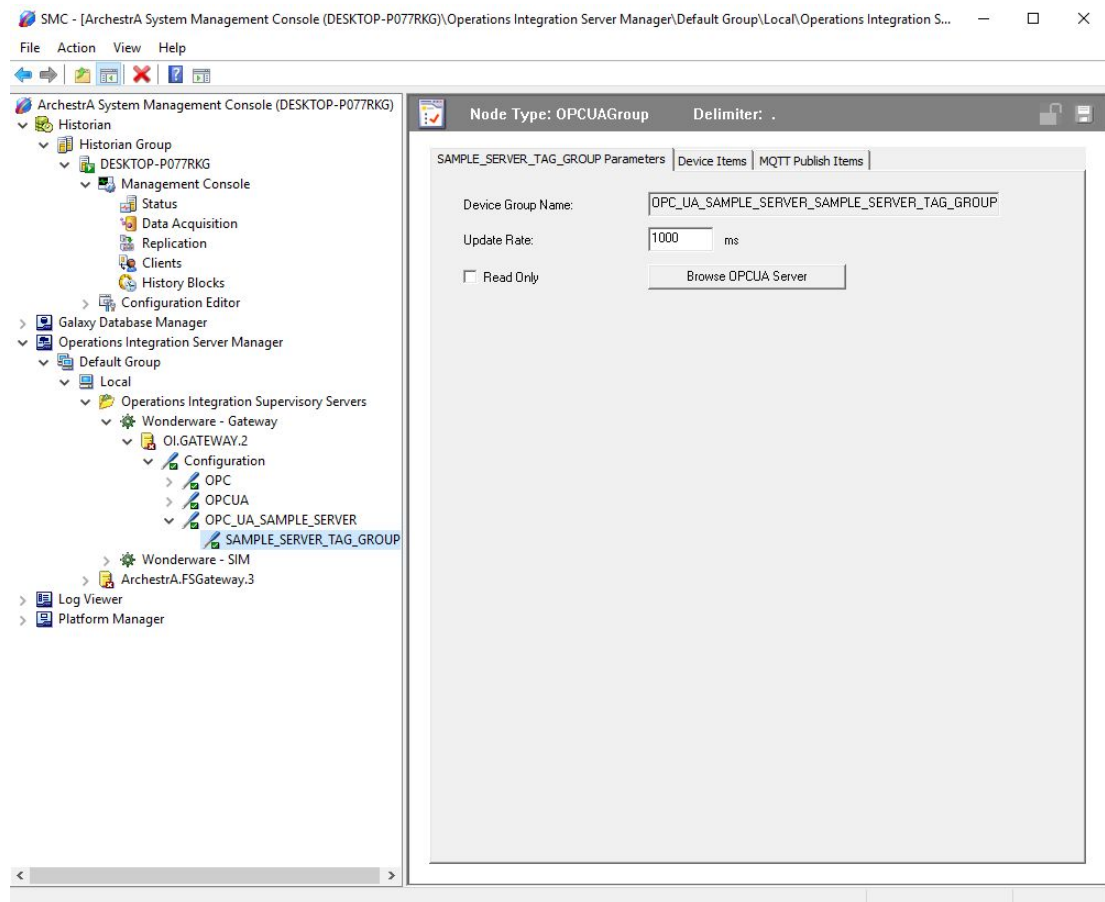 SMC - [ArchestrA System Management Console (DESKTOP-P077RKG)\Operations Integration Server Manager\Default Group\Local\Operations Integration S...
File Action View Help
ArchestrA System Management Console (DESKTOP-P077RKG)
Historian
Historian Group
DESKTOP-P077RKG
Management Console
Status
Data Acquisition
Replication
Clients
History Blocks
Configuration Editor
Galaxy Database Manager
Operations Integration Server Manager
Default Group
Local
Operations Integration Supervisory Servers
Wonderware - Gateway
OI.GATEWAY.2
Configuration
OPC
OPCUA
OPC_UA_SAMPLE_SERVER
SAMPLE_SERVER_TAG_GROUP
Wonderware - SIM
ArchestrA.FSGateway.3
Log Viewer
Platform Manager
Node Type: OPCUAGroup Delimiter: .
SAMPLE_SERVER_TAG_GROUP Parameters Device Items MQTT Publish Items
Device Group Name: OPC_UA_SAMPLE_SERVER_SAMPLE_SERVER_TAG_GROUP
Update Rate: 1000 ms
Read Only Browse OPCUA Server